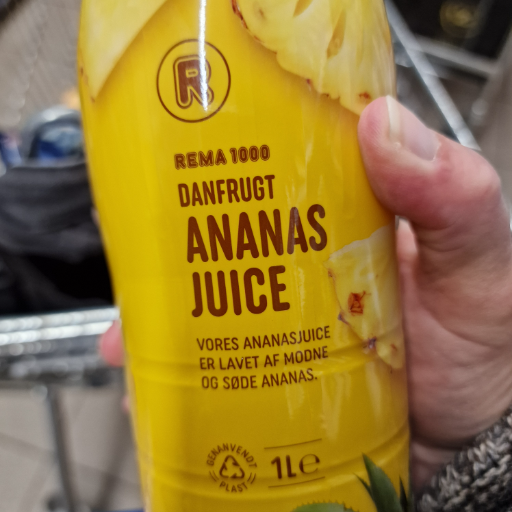 R
REMA 1000
DANFRUGT
ANANAS
JUICE
VORES ANANASJUICE
ER LAVET AF MODNE
OG SØDE ANANAS.
GENANVENDT
PLAST
1L℮